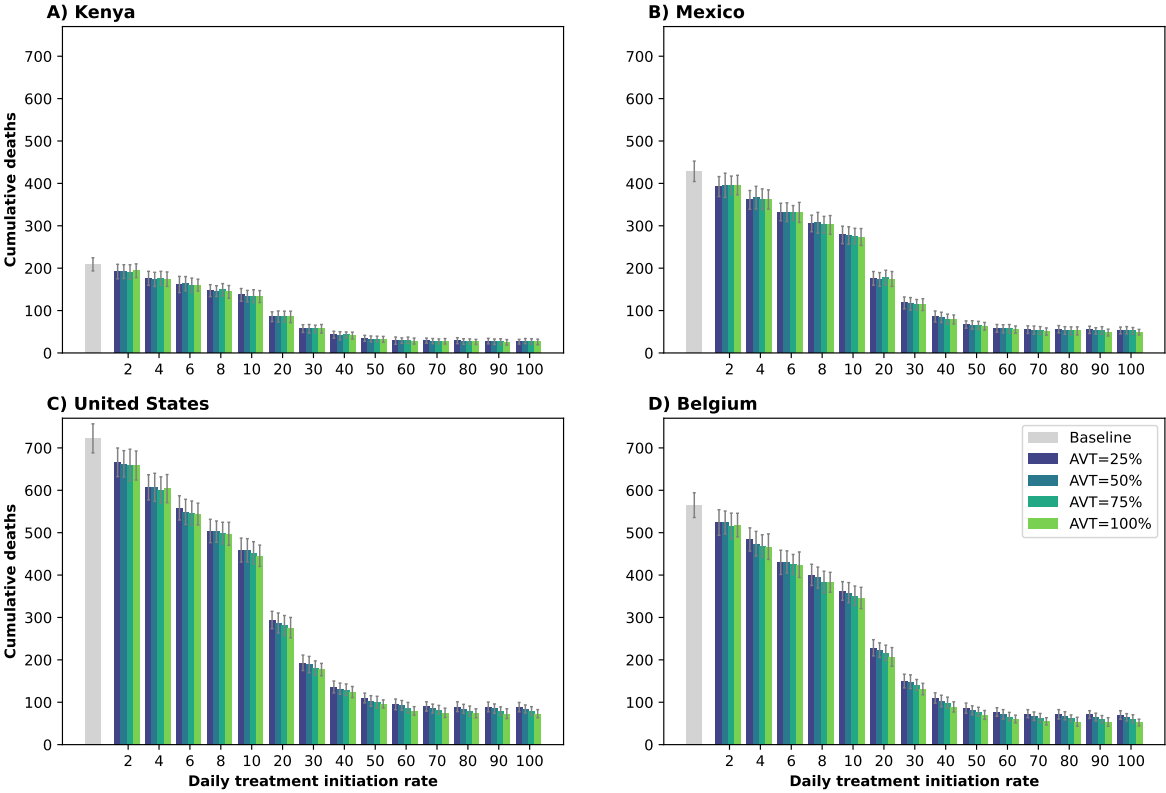 A) Kenya
Cumulative deaths
700
600
500
400
300
200
100
0
2 4 6 8 10 20 30 40 50 60 70 80 90 100
B) Mexico
700
600
500
400
300
200
100
0
2 4 6 8 10 20 30 40 50 60 70 80 90 100
C) United States
Cumulative deaths
700
600
500
400
300
200
100
0
2 4 6 8 10 20 30 40 50 60 70 80 90 100
Daily treatment initiation rate
D) Belgium
700
600
500
400
300
200
100
0
Baseline
AVT=25%
AVT=50%
AVT=75%
AVT=100%
2 4 6 8 10 20 30 40 50 60 70 80 90 100
Daily treatment initiation rate